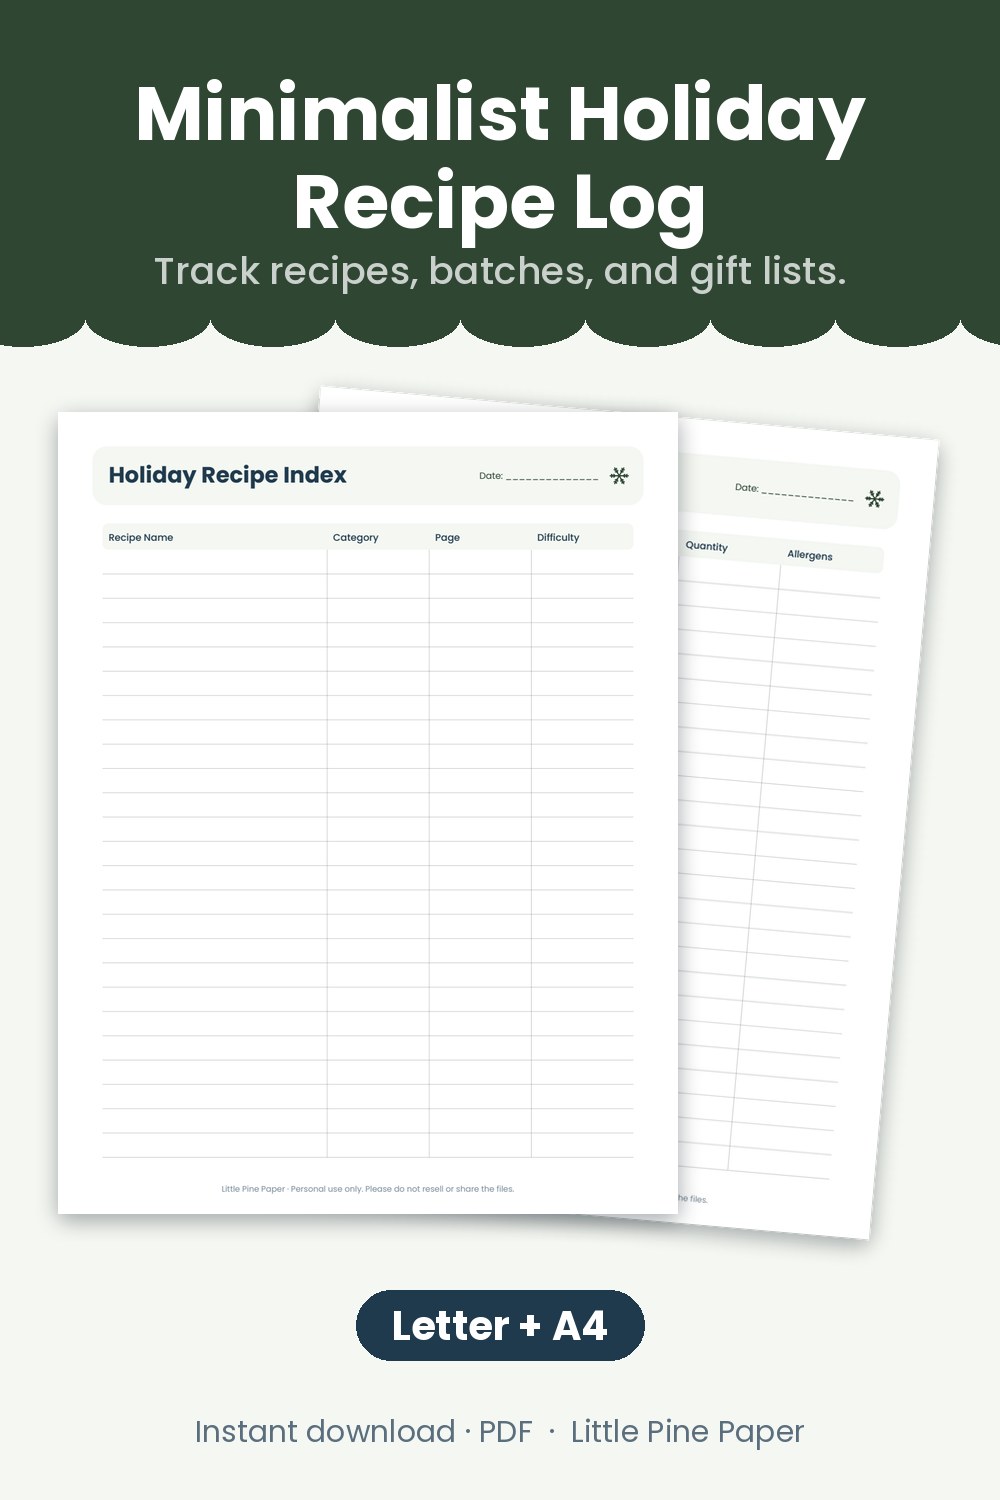 Minimalist Holiday
Recipe Log
Track recipes, batches, and gift lists.
Holiday Recipe Index
Date: _ _ _ _ _ _ _ _ _ _ _ _ _ _
Recipe Name Category Page Difficulty
Little Pine Paper · Personal use only. Please do not resell or share the files.
Date: _ _ _ _ _ _ _ _ _ _ _ _ _ _
Quantity Allergens
he files.
Letter + A4
Instant download · PDF · Little Pine Paper